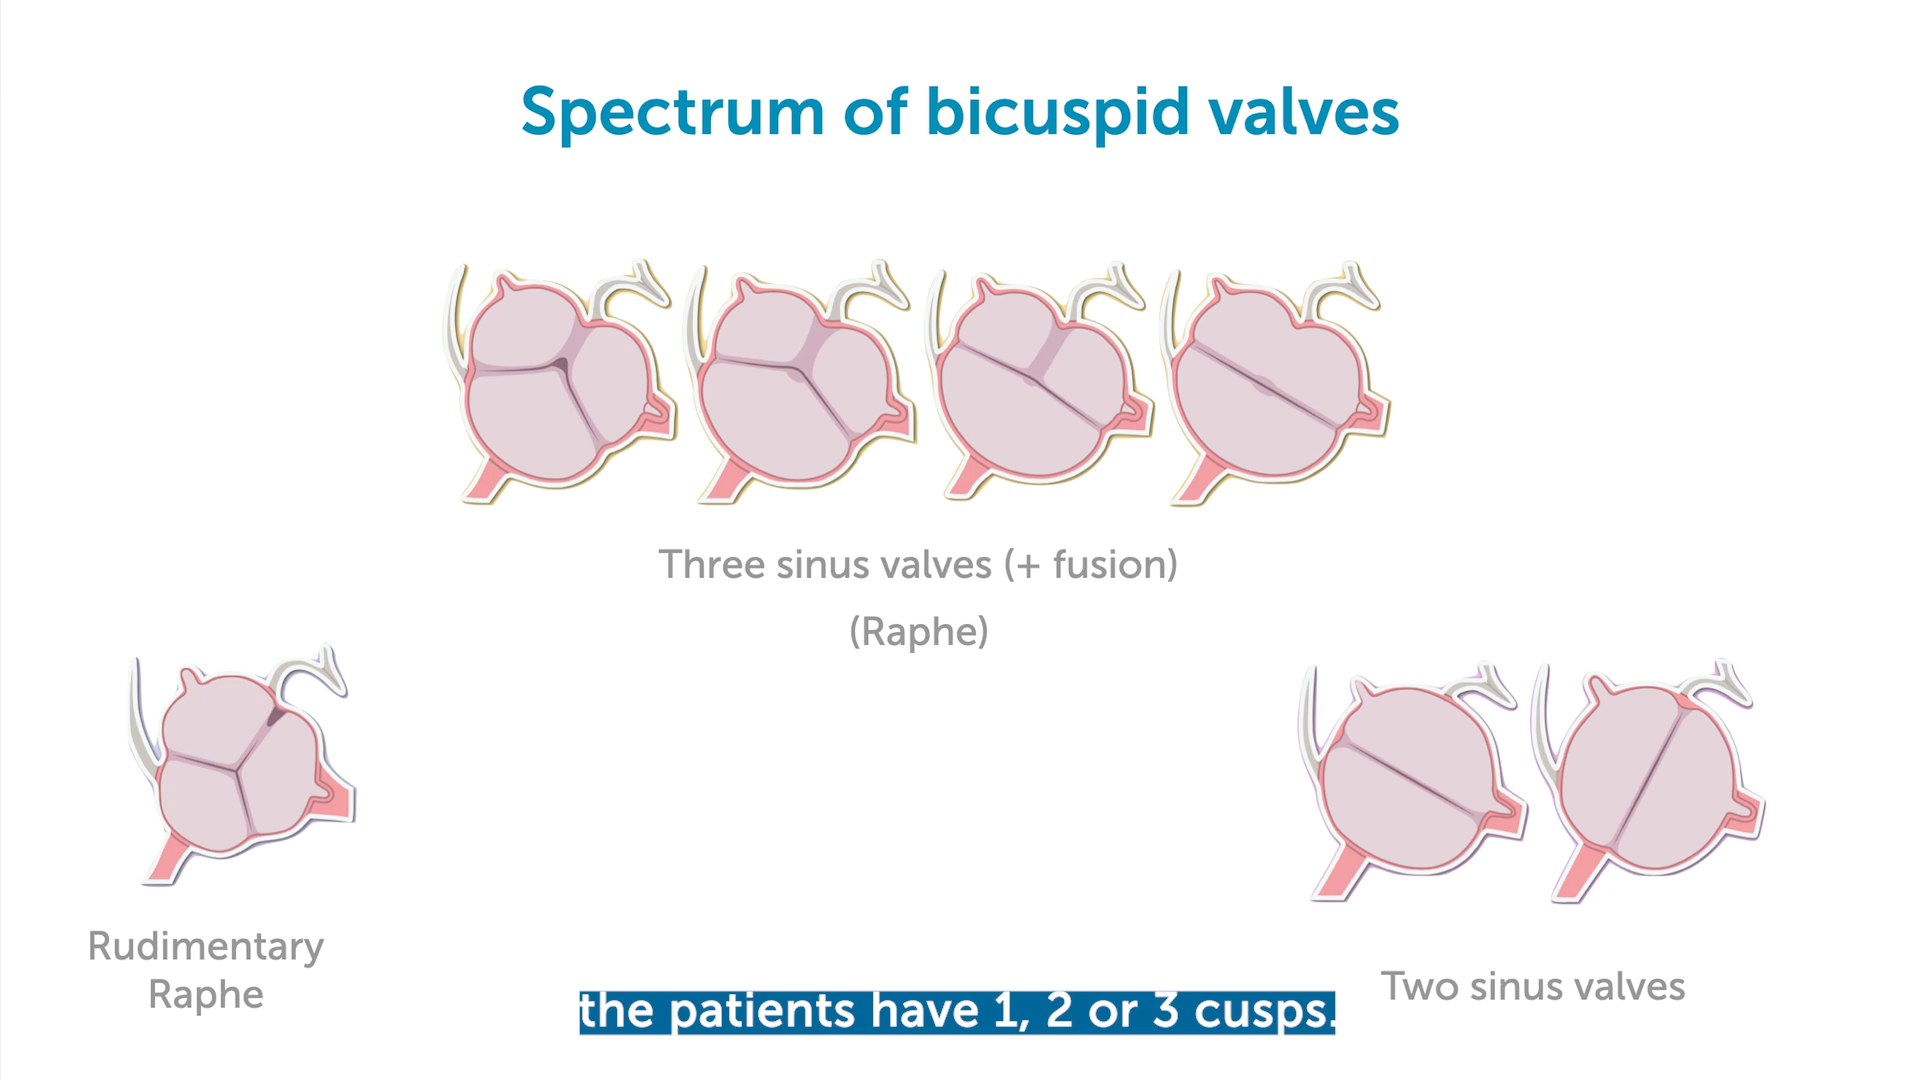 Spectrum of bicuspid valves
Three sinus valves (+ fusion)
(Raphe)
Rudimentary
Raphe
Two sinus valves
the patients have 1, 2 or 3 cusps.